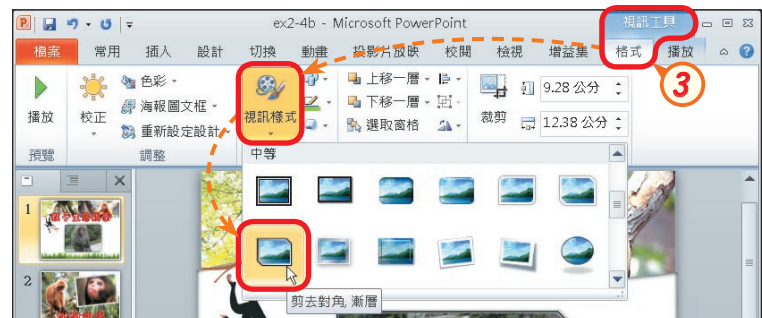 ex2-4b - Microsoft PowerPoint
視訊工具
檔案 常用 插入 設計 切換 動畫 投影片放映 校閱 檢視 增益集 格式 播放
3
播放
校正
色彩
海報圖文框
重新設定設計
視訊樣式
上移一層
下移一層
選取窗格
裁剪
9.28 公分
12.38 公分
預覽 調整
中等
剪去對角, 漸層
1
2